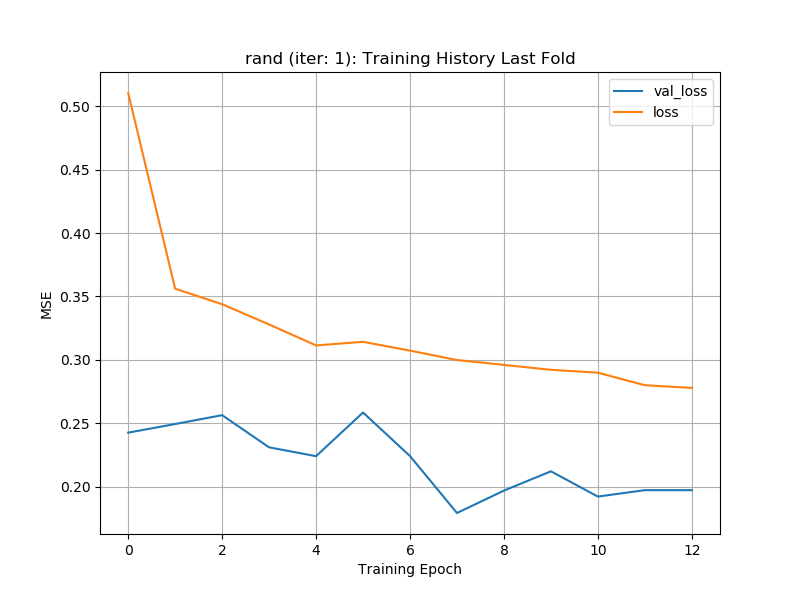 rand (iter: 1): Training History Last Fold
val_loss
loss
0.50
0.45
0.40
0.35
0.30
0.25
0.20
MSE
0 2 4 6 8 10 12
Training Epoch